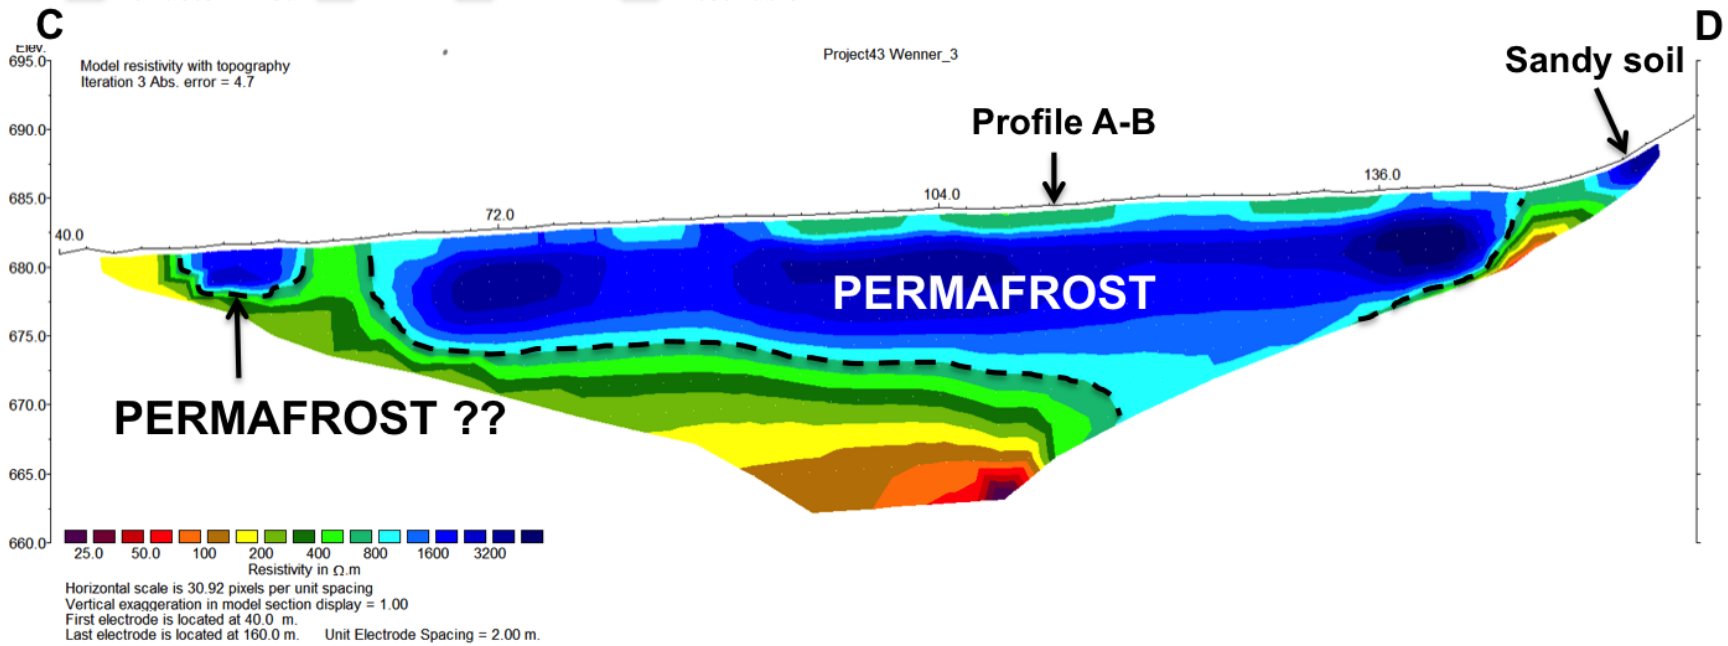 C
D
Elev.
Model resistivity with topography
Iteration 3 Abs. error = 4.7
Project43 Wenner_3
Sandy soil
Profile A-B
695.0
690.0
685.0
680.0
675.0
670.0
665.0
660.0
40.0
72.0
104.0
136.0
PERMAFROST
PERMAFROST ??
25.0 50.0 100 200 400 800 1600 3200
Resistivity in Ω.m
Horizontal scale is 30.92 pixels per unit spacing
Vertical exaggeration in model section display = 1.00
First electrode is located at 40.0 m.
Last electrode is located at 160.0 m. Unit Electrode Spacing = 2.00 m.